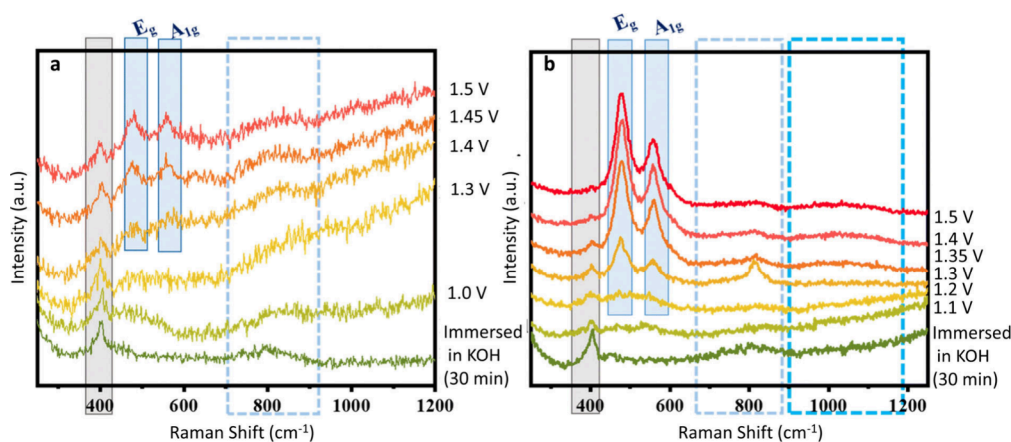 Eg
A1g
a
1.5 V
1.45 V
1.4 V
1.3 V
1.0 V
Immersed
in KOH
(30 min)
Intensity (a.u.)
400
600
800
1000
1200
Raman Shift (cm-1)
Eg
A1g
b
1.5 V
1.4 V
1.35 V
1.3 V
1.2 V
1.1 V
Immersed
in KOH
(30 min)
Intensity (a.u.)
400
600
800
1000
1200
Raman Shift (cm-1)